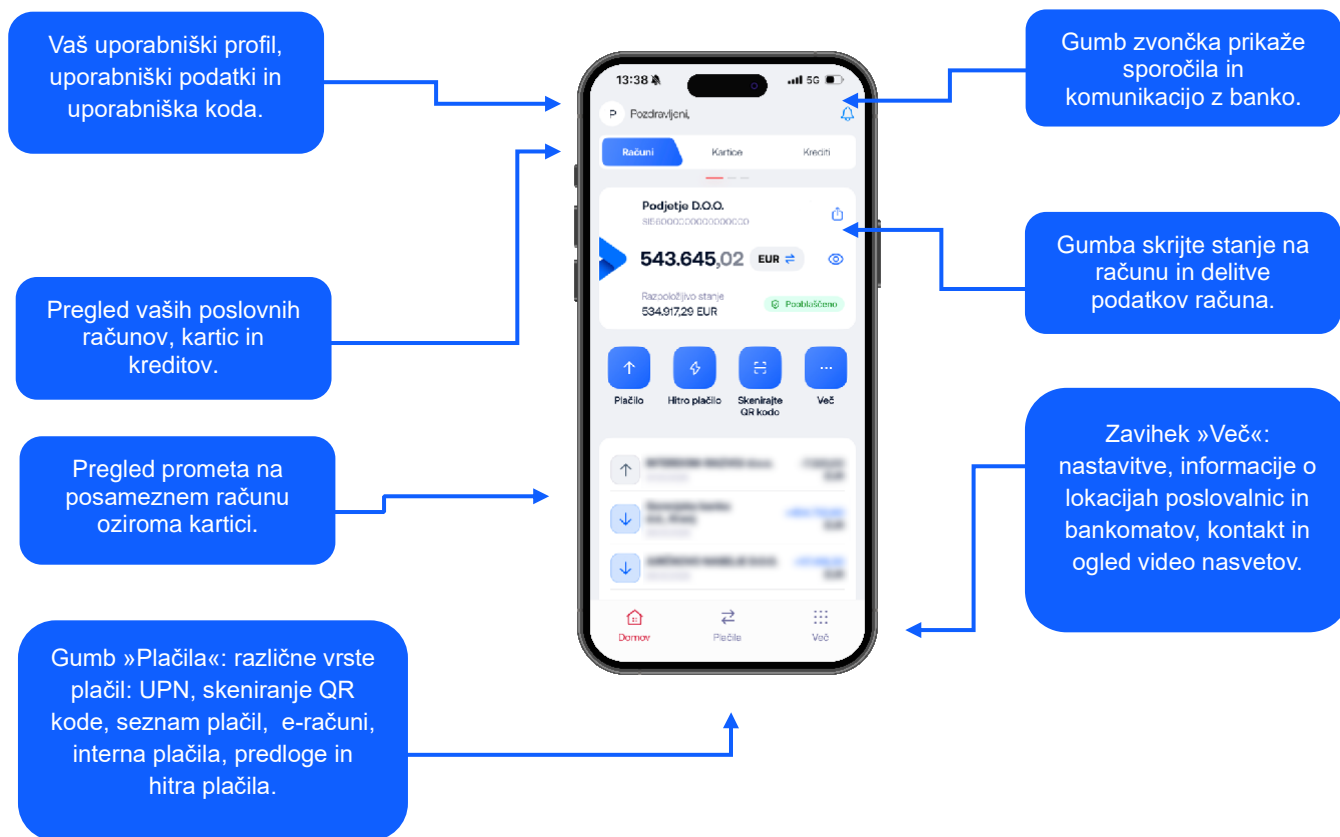 Vaš uporabniški profil,
uporabniški podatki in
uporabniška koda.
Gumb zvončka prikaže
sporočila in
komunikacijo z banko.
13:38
5G
P
Pozdravljeni,
Računi
Kartice
Krediti
Podjetje D.O.O.
543.645,02
EUR
Razpoložljivo stanje
534.917,29 EUR
Pooblaščeno
Gumba skrijte stanje na
računu in delitve
podatkov računa.
Pregled vaših poslovnih
računov, kartic in
kreditov.
Plačilo
Hitro plačilo
Skenirajte
QR kodo
Več
Pregled prometa na
posameznem računu
oziroma kartici.
Zavihek »Več«:
nastavitve, informacije o
lokacijah poslovalnic in
bankomatov, kontakt in
ogled video nasvetov.
Domov
Plačila
Več
Gumb »Plačila«: različne vrste
plačil: UPN, skeniranje QR
kode, seznam plačil, e-računi,
interna plačila, predloge in
hitra plačila.